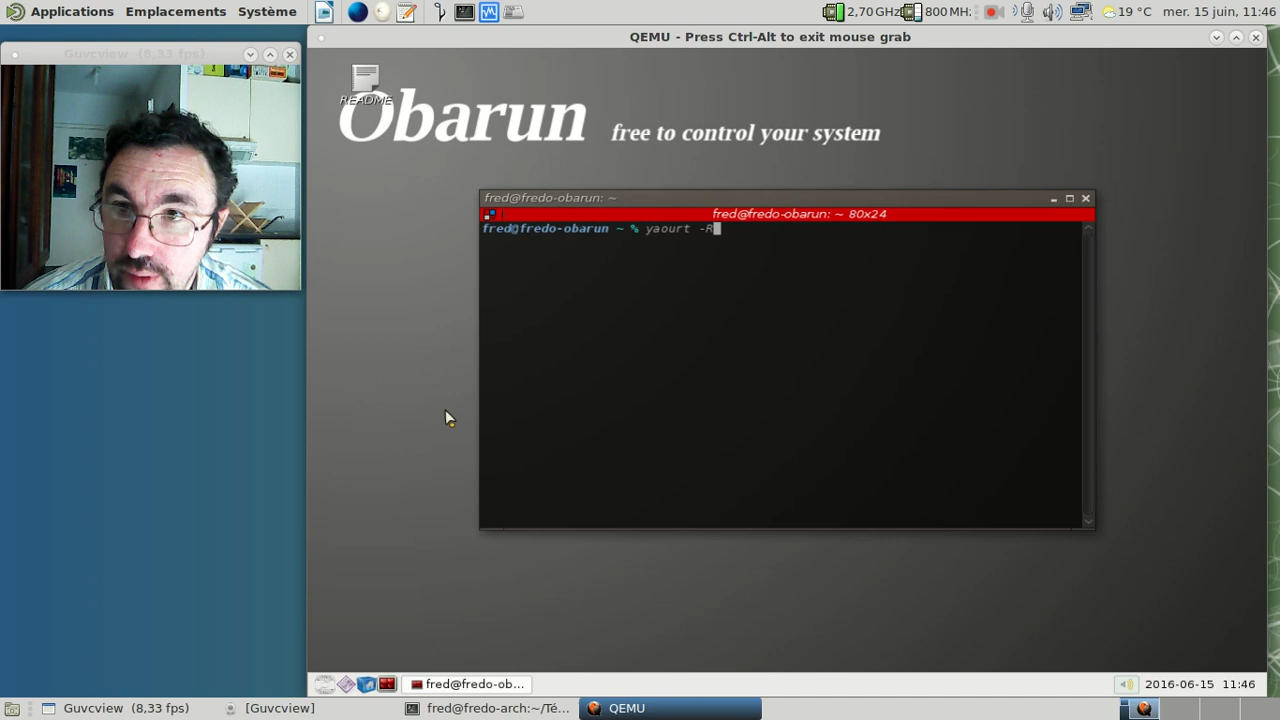 Applications Emplacements Système
2,70 GHz 800 MH: 19 °C mer. 15 juin, 11:46
Guvcview (8,33 fps)
QEMU - Press Ctrl-Alt to exit mouse grab
README
Obarun free to control your system
fred@fredo-obarun: ~
fred@fredo-obarun: ~ 80x24
fred@fredo-obarun ~ % yaourt -R
fred@fredo-ob...
2016-06-15 11:46
Guvcview (8,33 fps) [Guvcview] fred@fredo-arch:~/Té... QEMU